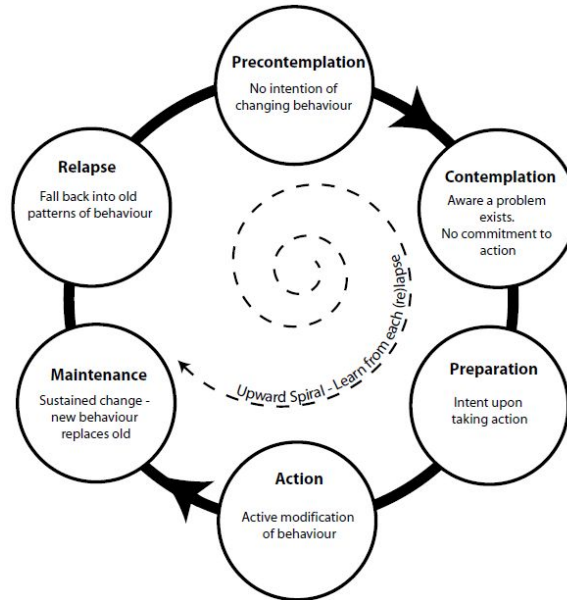 Precontemplation
No intention of
changing behaviour
Contemplation
Aware a problem
exists.
No commitment to
action
Preparation
Intent upon
taking action
Action
Active modification
of behaviour
Maintenance
Sustained change -
new behaviour
replaces old
Relapse
Fall back into old
patterns of behaviour
Upward Spiral - Learn from each (re)lapse